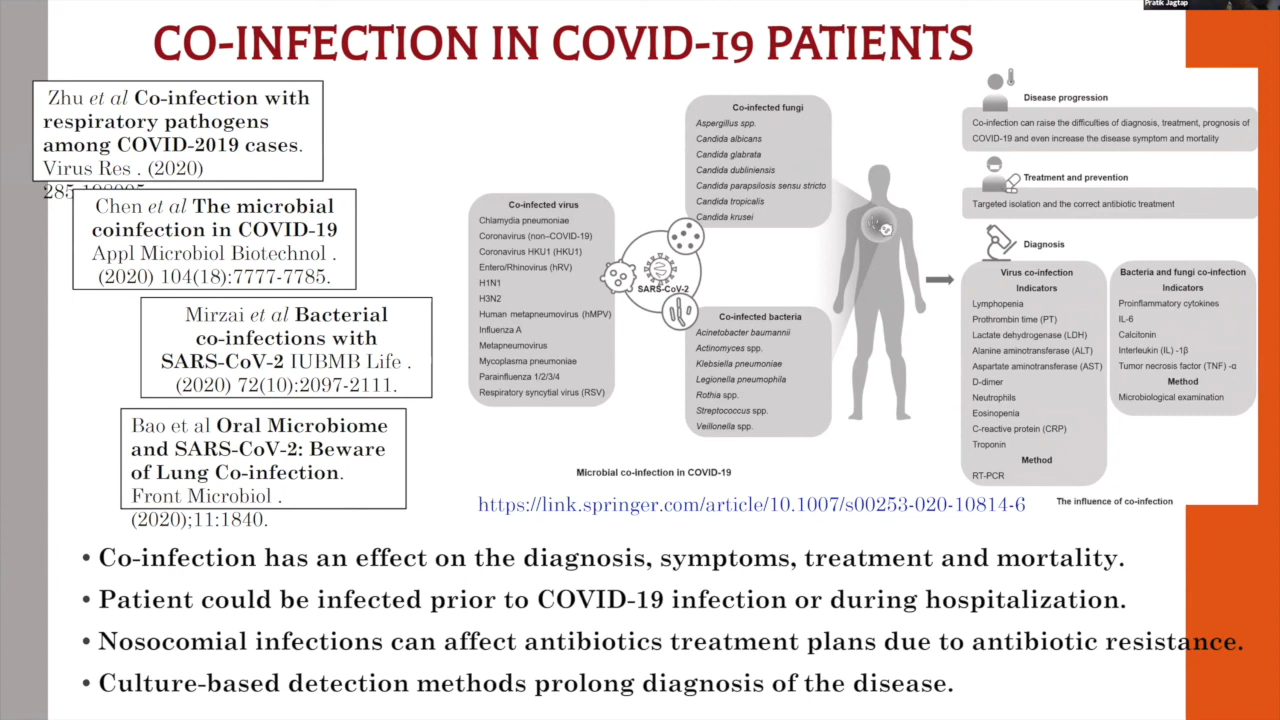 Pratik Jagtap
CO-INFECTION IN COVID-19 PATIENTS
Zhu et al Co-infection with
respiratory pathogens
among COVID-2019 cases.
Virus Res . (2020)
Chen et al The microbial
coinfection in COVID-19
Appl Microbiol Biotechnol .
(2020) 104(18):7777-7785.
Mirzai et al Bacterial
co-infections with
SARS-CoV-2 IUBMB Life .
(2020) 72(10):2097-2111.
Bao et al Oral Microbiome
and SARS-CoV-2: Beware
of Lung Co-infection.
Front Microbiol .
(2020);11:1840.
Co-infected virus
Chlamydia pneumoniae
Coronavirus (non–COVID-19)
Coronavirus HKU1 (HKU1)
Entero/Rhinovirus (hRV)
H1N1
H3N2
Human metapneumovirus (hMPV)
Influenza A
Metapneumovirus
Mycoplasma pneumoniae
Parainfluenza 1/2/3/4
Respiratory syncytial virus (RSV)
Co-infected fungi
Aspergillus spp.
Candida albicans
Candida glabrata
Candida dubliniensis
Candida parapsilosis sensu stricto
Candida tropicalis
Candida krusei
SARS-CoV-2
Co-infected bacteria
Acinetobacter baumannii
Actinomyces spp.
Klebsiella pneumoniae
Legionella pneumophila
Rothia spp.
Streptococcus spp.
Veillonella spp.
Microbial co-infection in COVID-19
Disease progression
Co-infection can raise the difficulties of diagnosis, treatment, prognosis of
COVID-19 and even increase the disease symptom and mortality
Treatment and prevention
Targeted isolation and the correct antibiotic treatment
Diagnosis
Virus co-infection
Indicators
Lymphopenia
Prothrombin time (PT)
Lactate dehydrogenase (LDH)
Alanine aminotransferase (ALT)
Aspartate aminotransferase (AST)
D-dimer
Neutrophils
Eosinopenia
C-reactive protein (CRP)
Troponin
Method
RT-PCR
Bacteria and fungi co-infection
Indicators
Proinflammatory cytokines
IL-6
Calcitonin
Interleukin (IL) -1β
Tumor necrosis factor (TNF) -α
Method
Microbiological examination
The influence of co-infection
https://link.springer.com/article/10.1007/s00253-020-10814-6
• Co-infection has an effect on the diagnosis, symptoms, treatment and mortality.
• Patient could be infected prior to COVID-19 infection or during hospitalization.
• Nosocomial infections can affect antibiotics treatment plans due to antibiotic resistance.
• Culture-based detection methods prolong diagnosis of the disease.